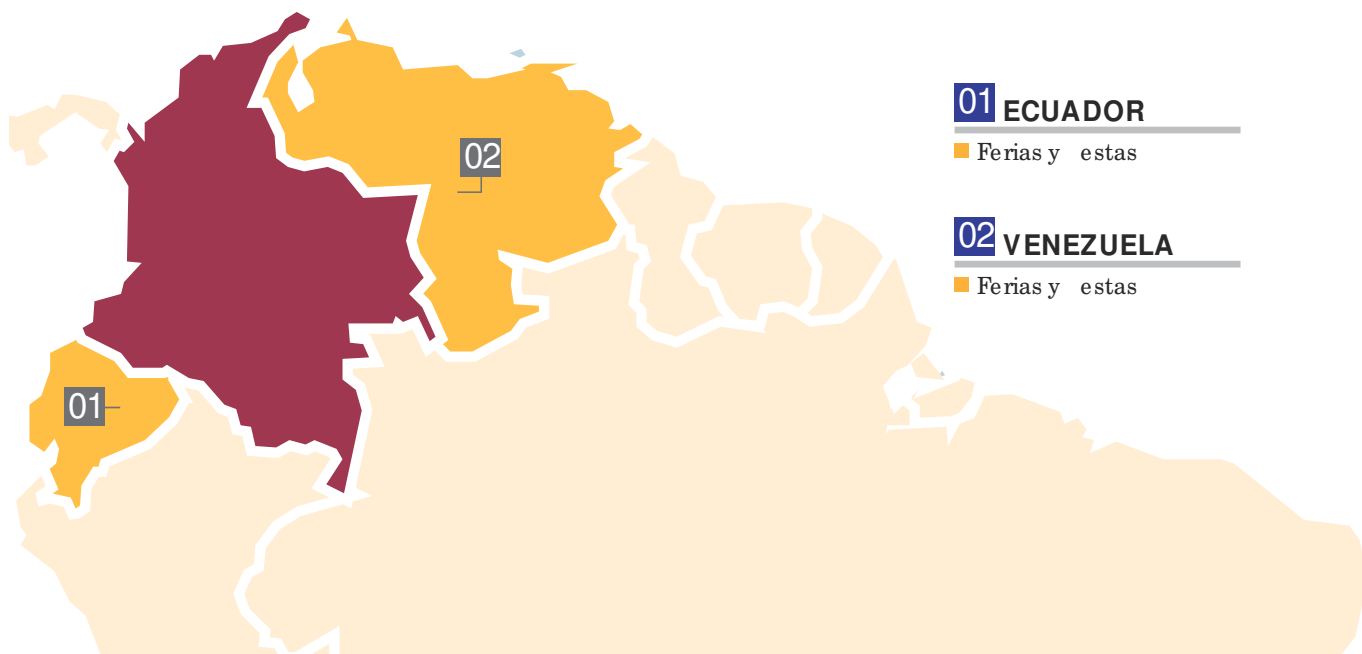 02
01
01 ECUADOR
Ferias y estas
02 VENEZUELA
Ferias y estas